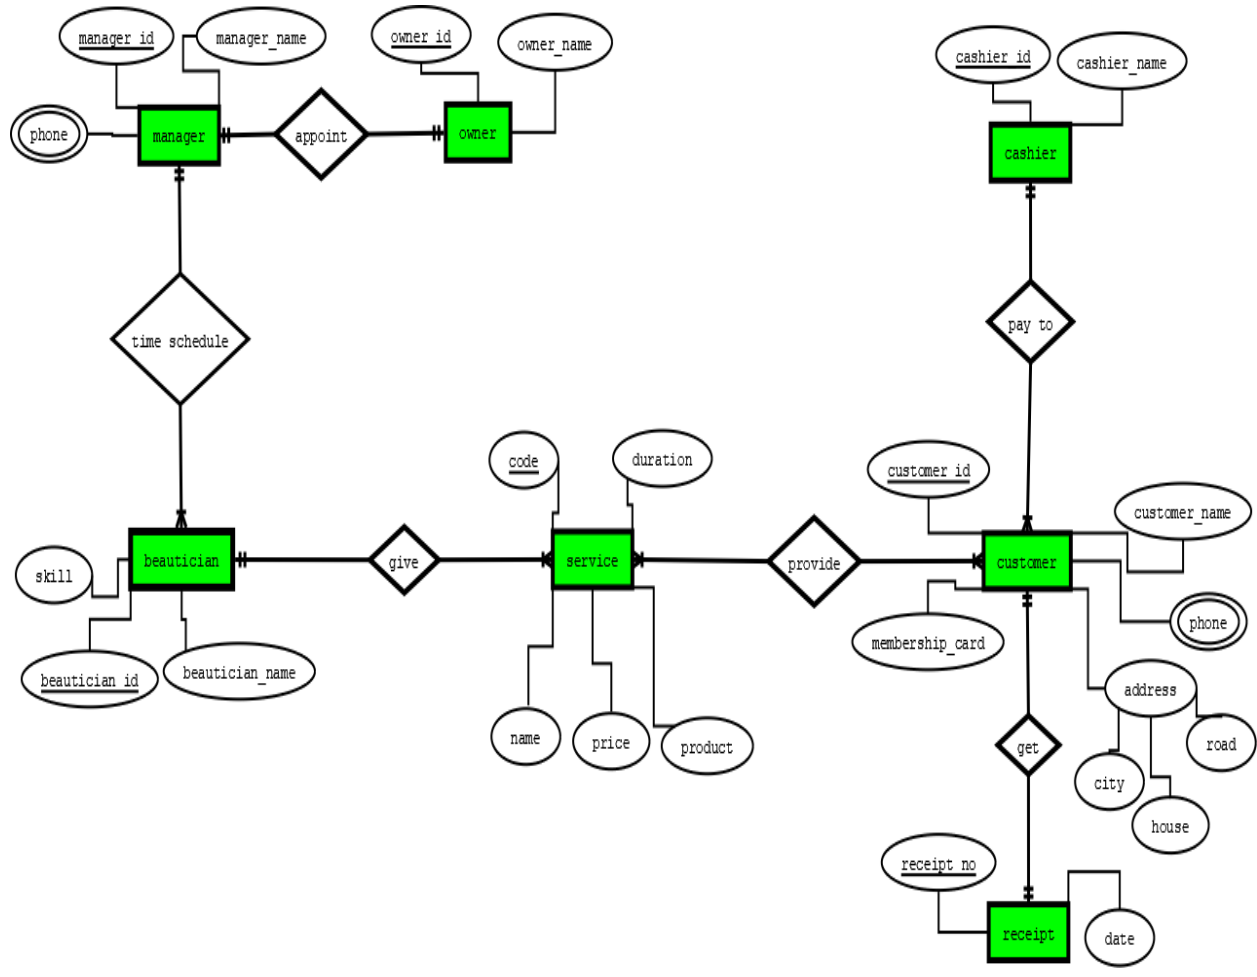 manager_id
manager_name
owner_id
owner_name
cashier_id
cashier_name
phone
manager
appoint
owner
cashier
time schedule
pay to
code
duration
customer_id
customer_name
skill
beautician
give
service
provide
customer
phone
membership_card
beautician_id
beautician_name
address
name
price
product
get
road
city
house
receipt_no
receipt
date